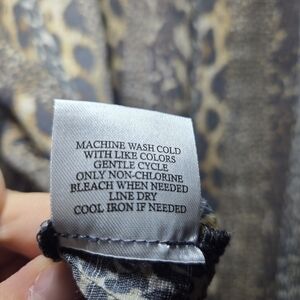 MACHINE WASH COLD
WITH LIKE COLORS
GENTLE CYCLE
ONLY NON-CHLORINE
BLEACH WHEN NEEDED
LINE DRY
COOL IRON IF NEEDED